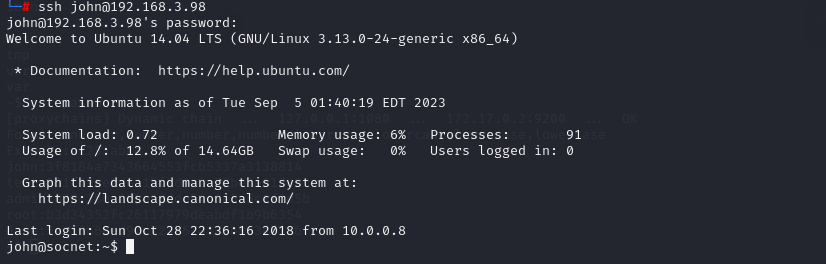 └─# ssh john@192.168.3.98
john@192.168.3.98's password:
Welcome to Ubuntu 14.04 LTS (GNU/Linux 3.13.0-24-generic x86_64)
* Documentation:  https://help.ubuntu.com/
System information as of Tue Sep  5 01:40:19 EDT 2023
System load: 0.72              Memory usage: 6%   Processes:       91
Usage of /:  12.8% of 14.64GB   Swap usage:   0%   Users logged in: 0
Graph this data and manage this system at:
https://landscape.canonical.com/
Last login: Sun Oct 28 22:36:16 2018 from 10.0.0.8
john@socnet:~$